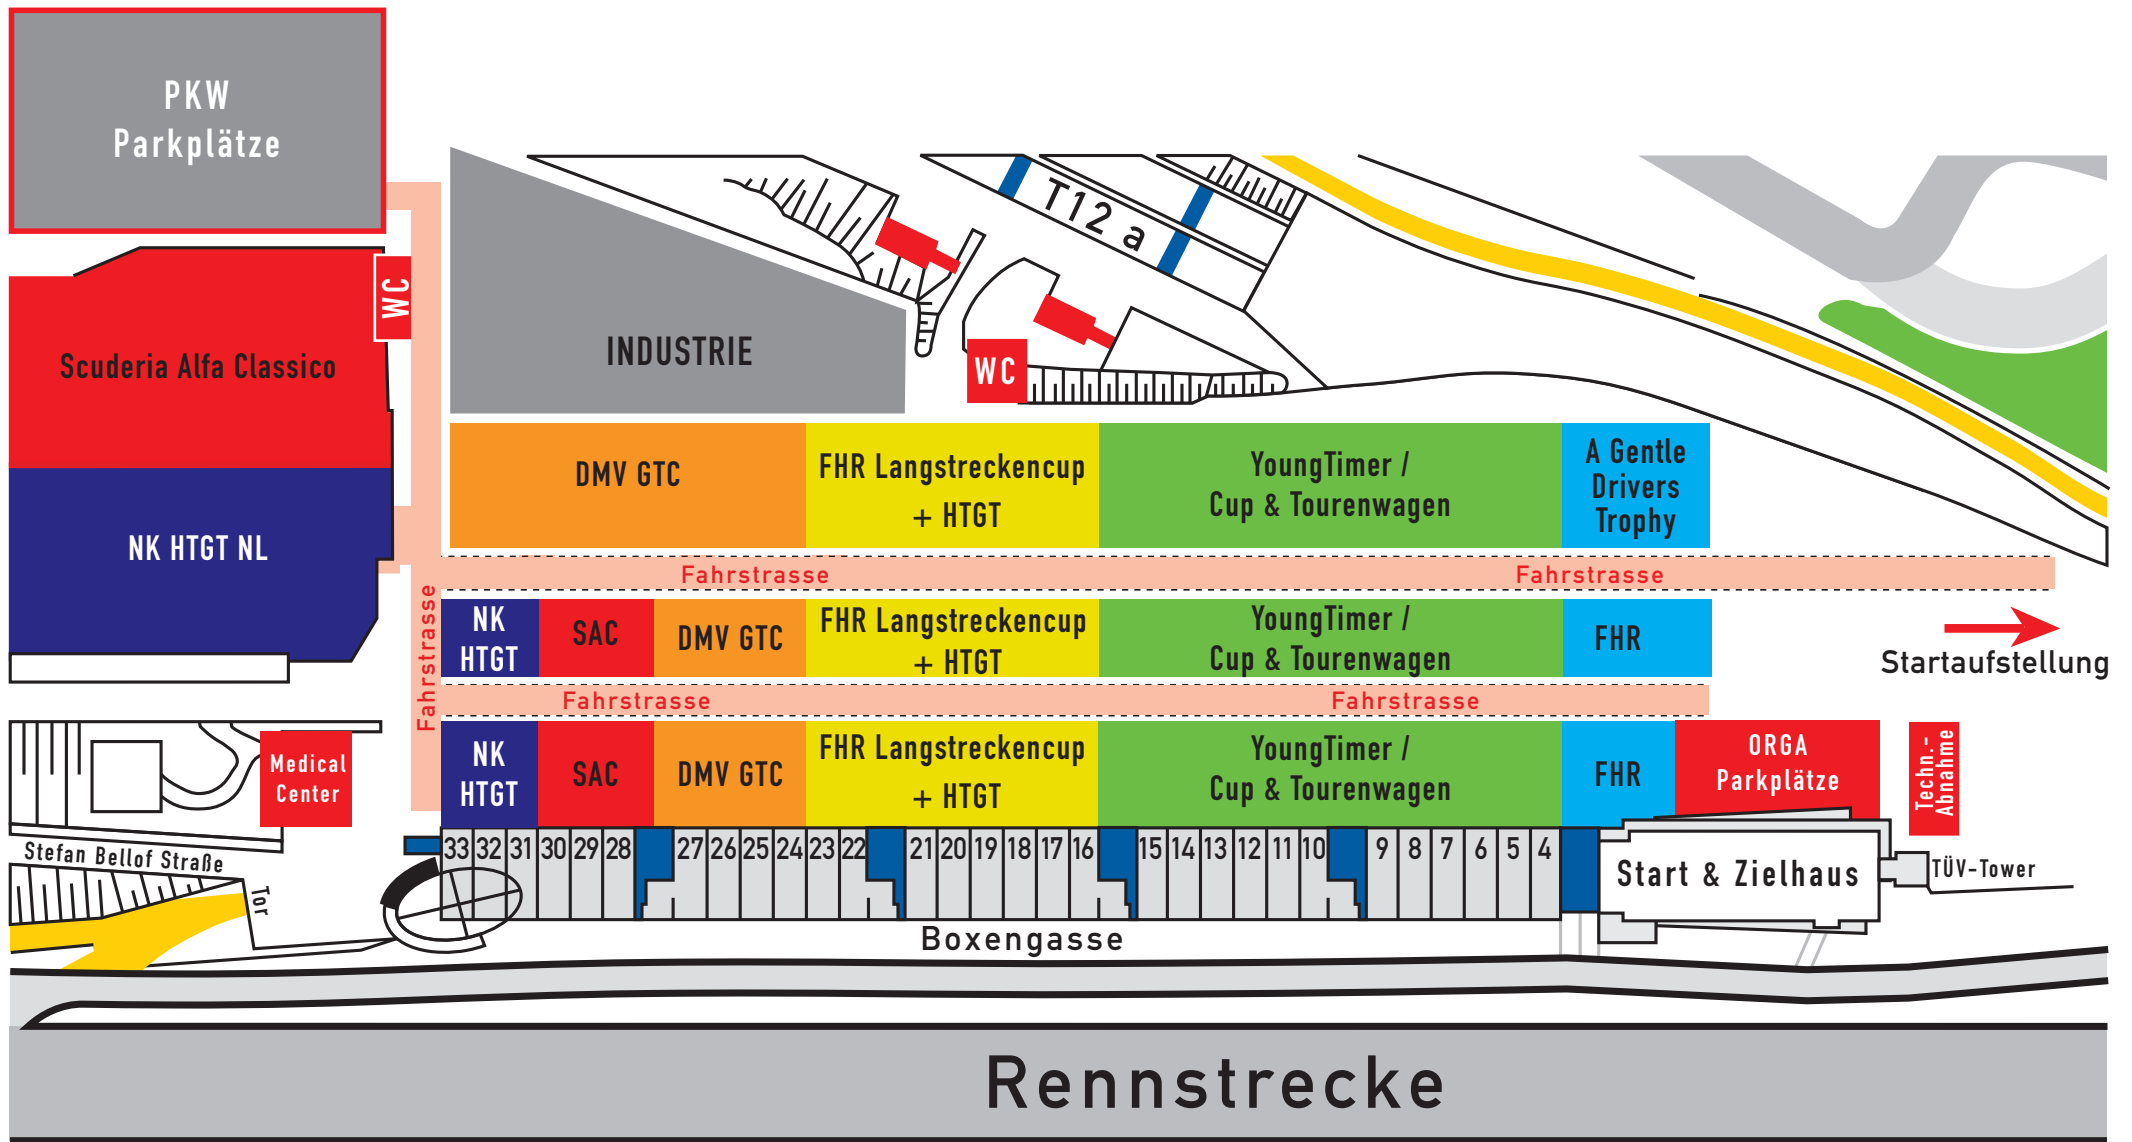 PKW
Parkplätze
WC
Scuderia Alfa Classico
NK HTGT NL
INDUSTRIE
T12 a
WC
DMV GTC
FHR Langstreckencup
+ HTGT
YoungTimer /
Cup & Tourenwagen
A Gentle
Drivers
Trophy
Fahrstrasse
Fahrstrasse
Fahrstrasse
NK
HTGT
SAC
DMV GTC
FHR Langstreckencup
+ HTGT
YoungTimer /
Cup & Tourenwagen
FHR
Startaufstellung
Fahrstrasse
Fahrstrasse
NK
HTGT
SAC
DMV GTC
FHR Langstreckencup
+ HTGT
YoungTimer /
Cup & Tourenwagen
FHR
ORGA
Parkplätze
Techn.-
Abnahme
Medical
Center
Stefan Bellof Straße
Tor
33 32 31 30 29 28 27 26 25 24 23 22 21 20 19 18 17 16 15 14 13 12 11 10 9 8 7 6 5 4
Start & Zielhaus
TÜV-Tower
Boxengasse
Rennstrecke